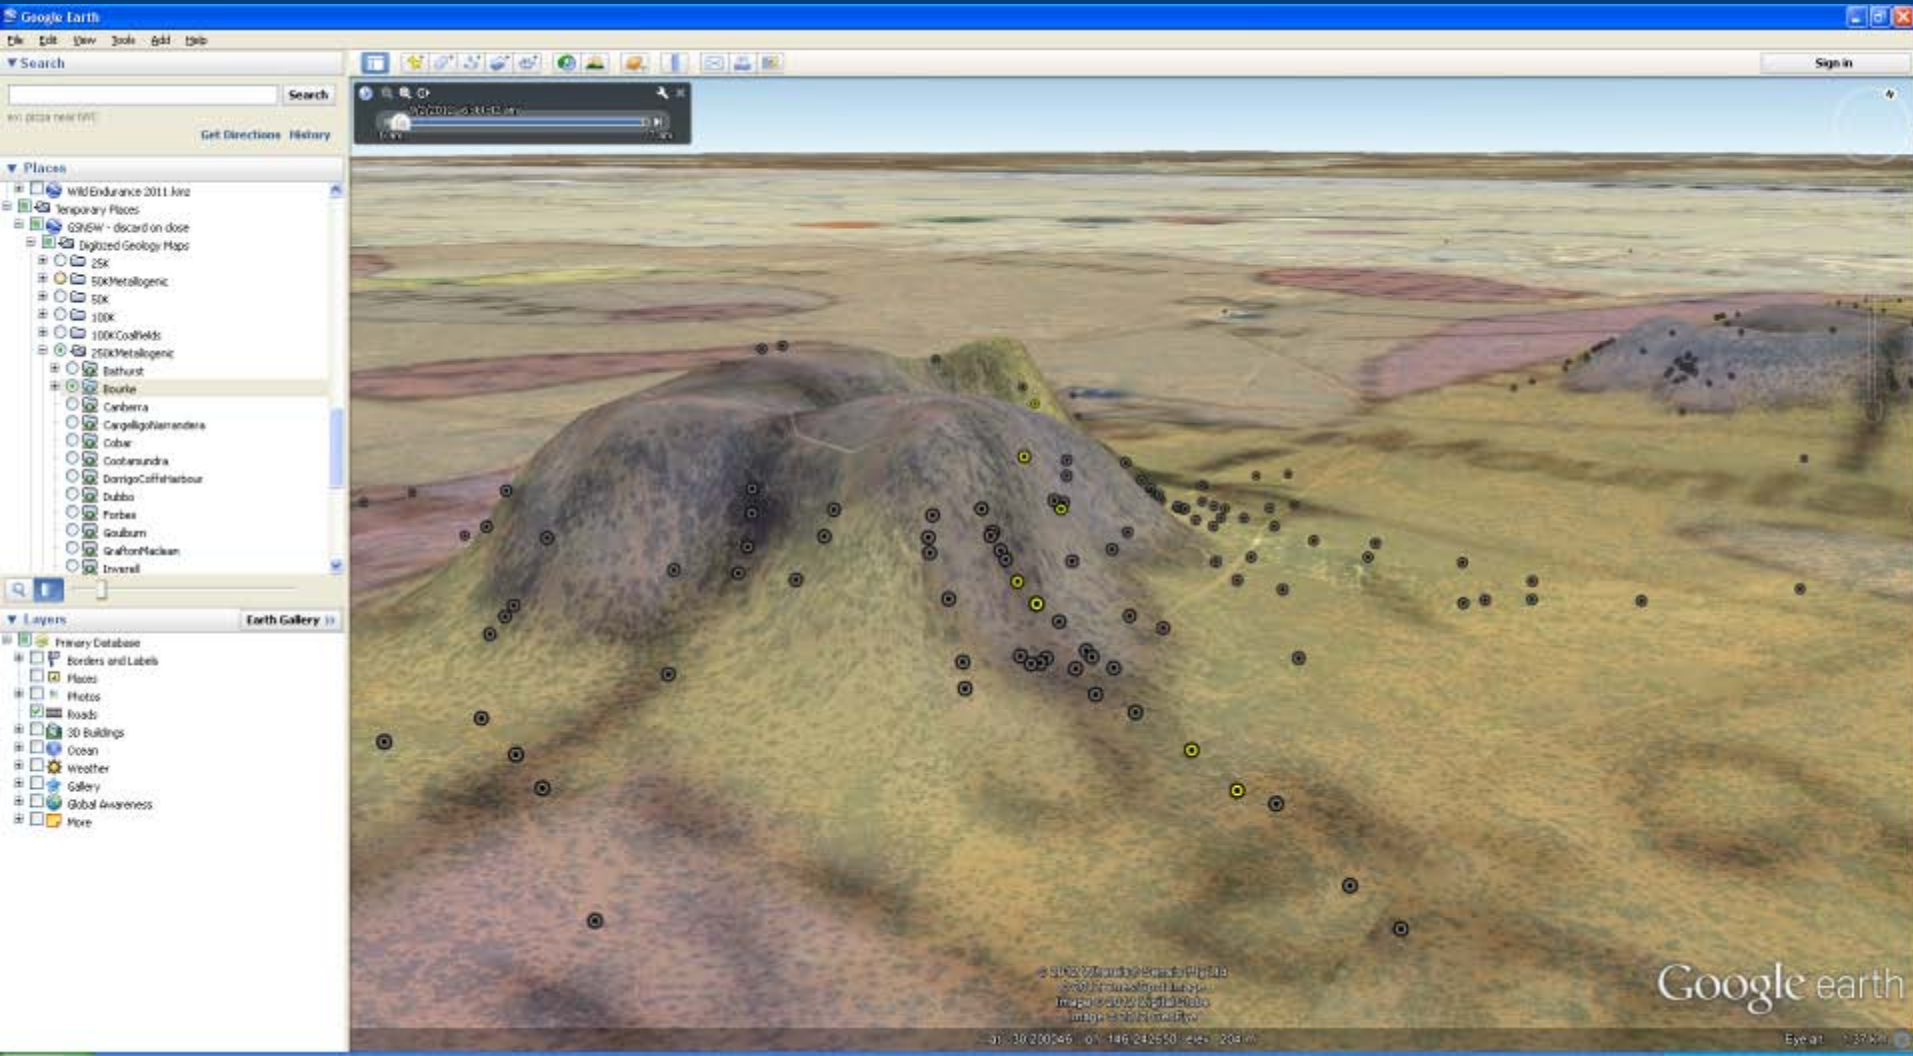 Google Earth
File Edit View Tools Add Help
Search
Search
Get Directions History
Places
Wild Endurance 2011.kmz
Temporary Places
GSNSW - discard on close
Digitized Geology Maps
25K
50KMetallogenic
50K
100K
100KCoalfields
250KMetallogenic
Bathurst
Bourke
Canberra
CargelligoNarrandera
Cobar
Cootamundra
DorrigoCoffsHarbour
Dubbo
Forbes
Goulburn
GraftonMaclean
Inverell
Layers
Earth Gallery
Primary Database
Borders and Labels
Places
Photos
Roads
3D Buildings
Ocean
Weather
Gallery
Global Awareness
More
Sign in
Google earth
Eye alt